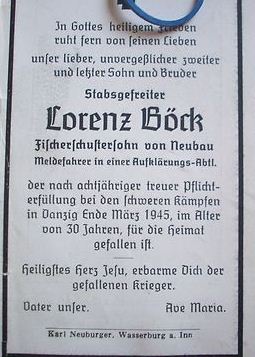 In Gottes heiligem Frieden
ruht fern von seinen Lieben
unser lieber, unvergeßlicher zweiter
und letzter Sohn und Bruder
Stabsgefreiter
Lorenz Böck
Fischerschustersohn von Neubau
Meldefahrer in einer Aufklärungs-Abtl.
der nach achtjähriger treuer Pflicht-
erfüllung bei den schweren Kämpfen
in Danzig Ende März 1945, im Alter
von 30 Jahren, für die Heimat
gefallen ist.
Heiligstes Herz Jesu, erbarme Dich der
gefallenen Krieger.
Vater unser. Ave Maria.
Karl Neuburger, Wasserburg a. Inn